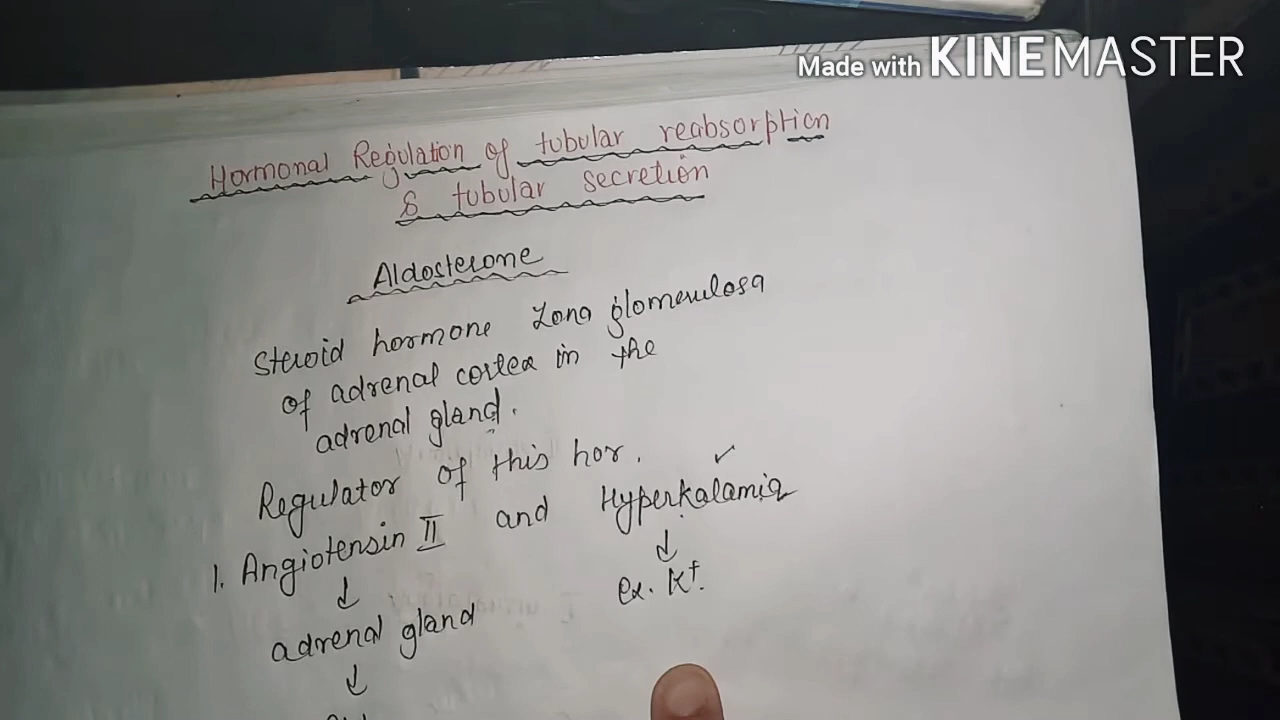 Made with KINEMASTER
Hormonal Regulation of tubular reabsorption
& tubular secretion
Aldosterone
Steroid hormone Zona glomerulosa
of adrenal cortex in the
adrenal gland.
Regulator of this hor.
1. Angiotensin II and Hyperkalamia
↓ ↓
adrenal gland ex. K+.
↓